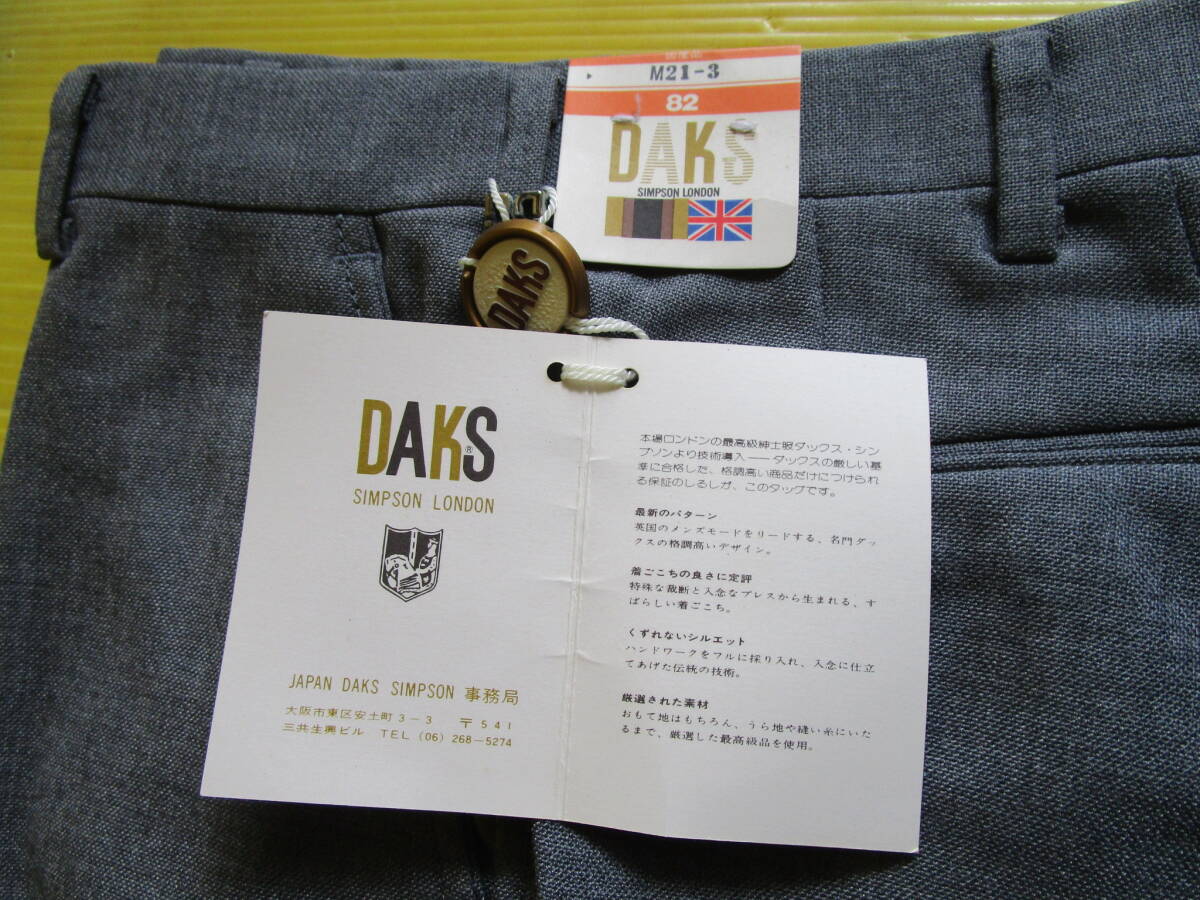 M21-3
82
DAKS
SIMPSON LONDON
DAKS
DAKS®
SIMPSON LONDON
JAPAN DAKS SIMPSON 事務局
大阪市東区安土町3-3 〒541
三共生興ビル TEL (06) 268-5274
本場ロンドンの最高級紳士服ダックス・シン
プソンより技術導入——ダックスの厳しい基
準に合格した、格調高い商品だけにつけられ
る保証のしるしが、このタッグです。
最新のパターン
英国のメンズモードをリードする、名門ダッ
クスの格調高いデザイン。
着ごこちの良さに定評
特殊な裁断と入念なプレスから生まれる、す
ばらしい着ごこち。
くずれないシルエット
ハンドワークをフルに採り入れ、入念に仕立
てあげた伝統の技術。
厳選された素材
おもて地はもちろん、うら地や縫い糸にいた
るまで、厳選した最高級品を使用。